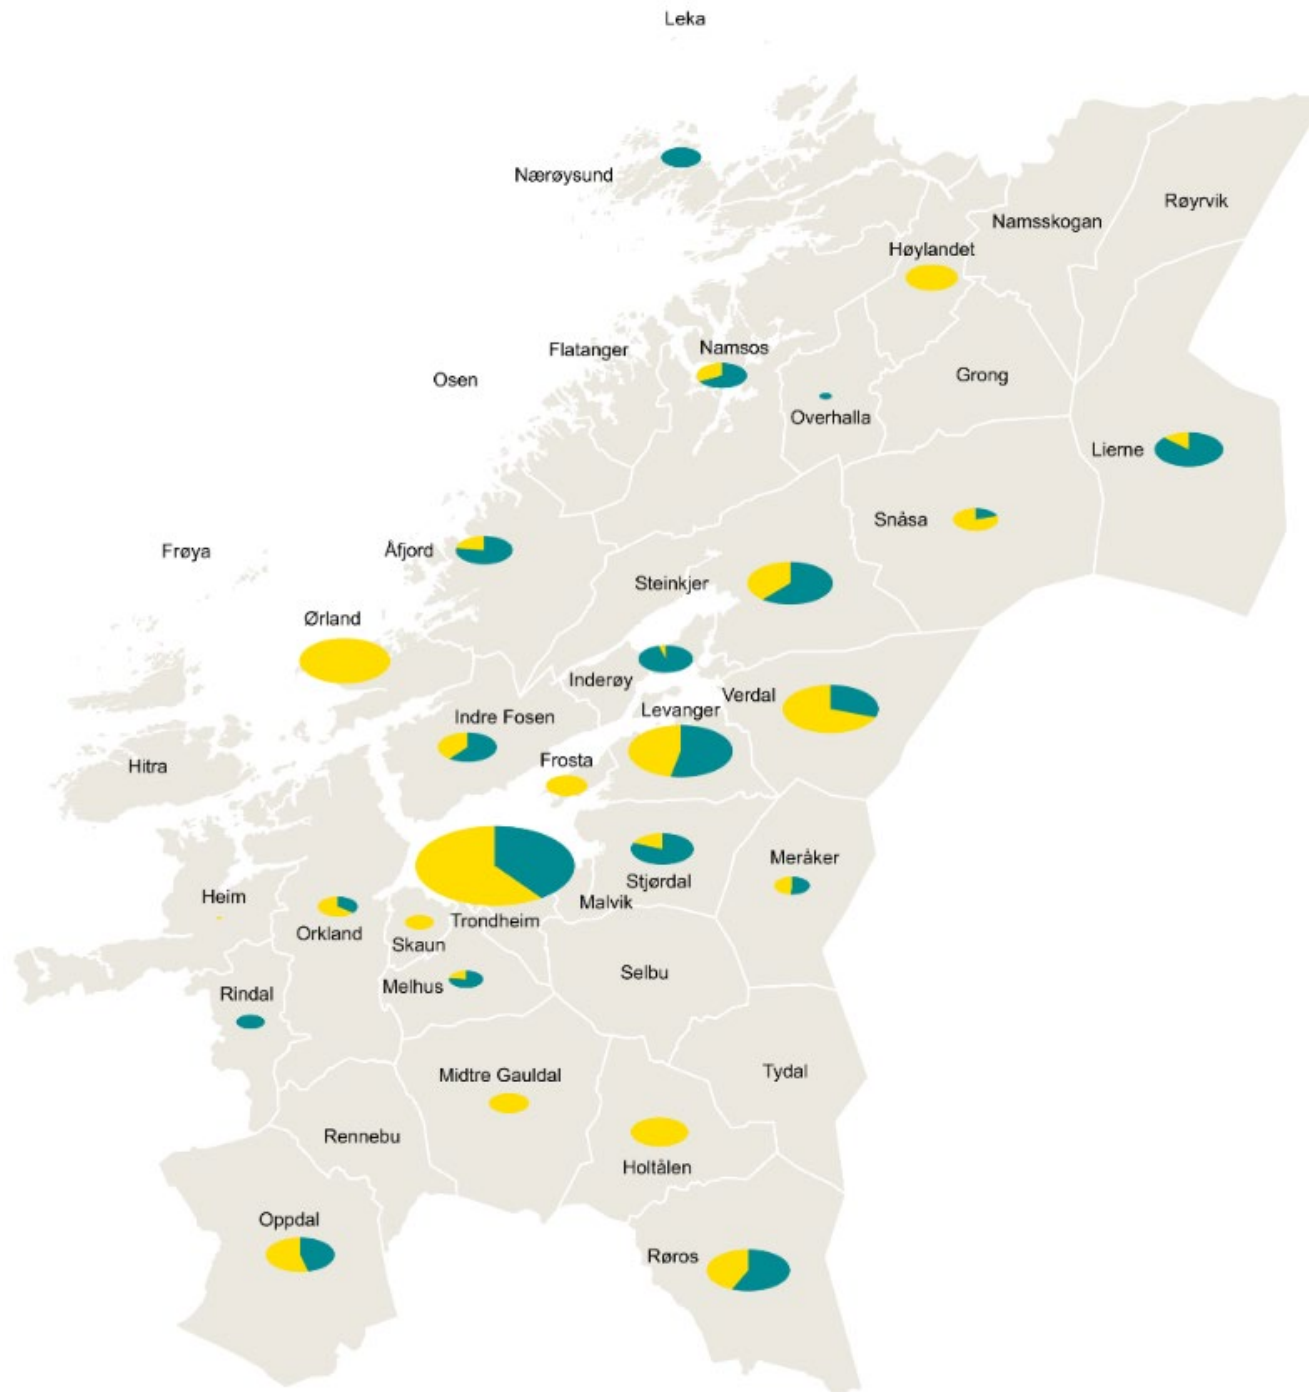 Leka
Nærøysund
Røyrvik
Namsskogan
Høylandet
Namsos
Flatanger
Grong
Osen
Overhalla
Lierne
Snåsa
Frøya
Åfjord
Steinkjer
Ørland
Inderøy
Verdal
Levanger
Indre Fosen
Frosta
Hitra
Meråker
Stjørdal
Heim
Malvik
Trondheim
Orkland
Skaun
Selbu
Melhus
Rindal
Tydal
Midtre Gauldal
Rennebu
Holtålen
Oppdal
Røros